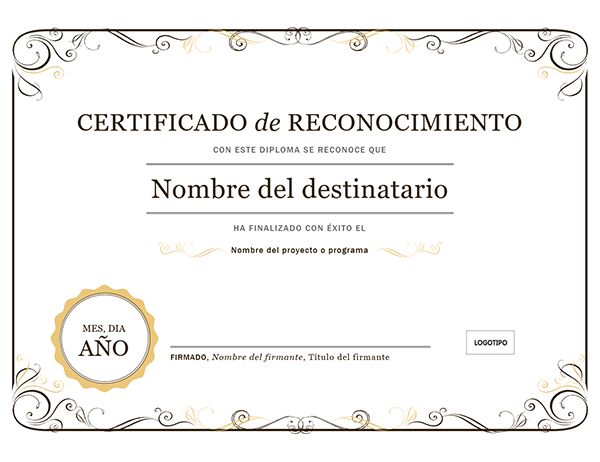 CERTIFICADO de RECONOCIMIENTO
CON ESTE DIPLOMA SE RECONOCE QUE
Nombre del destinatario
HA FINALIZADO CON ÉXITO EL
Nombre del proyecto o programa
MES, DIA
AÑO
LOGOTIPO
FIRMADO, Nombre del firmante, Título del firmante